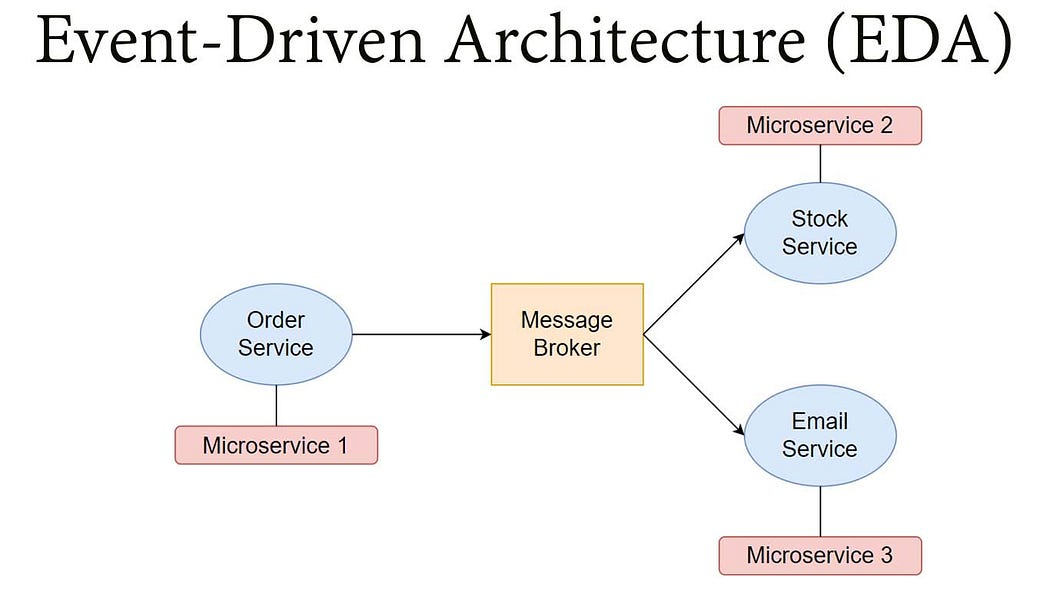 Event-Driven Architecture (EDA)
Microservice 2
Stock
Service
Order
Service
Message
Broker
Email
Service
Microservice 1
Microservice 3